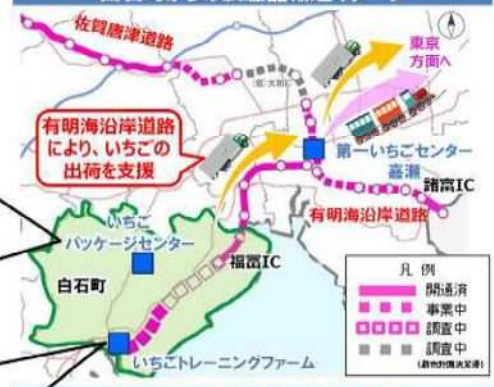 佐賀唐津道路
東京
方面へ
有明海沿岸道路
により、いちごの
出荷を支援
第一いちごセンター
嘉瀬
諸富IC
有明海沿岸道路
いちご
パッケージセンター
福富IC
白石町
いちごトレーニングファーム
凡 例
開通済
事業中
調査中
調査中